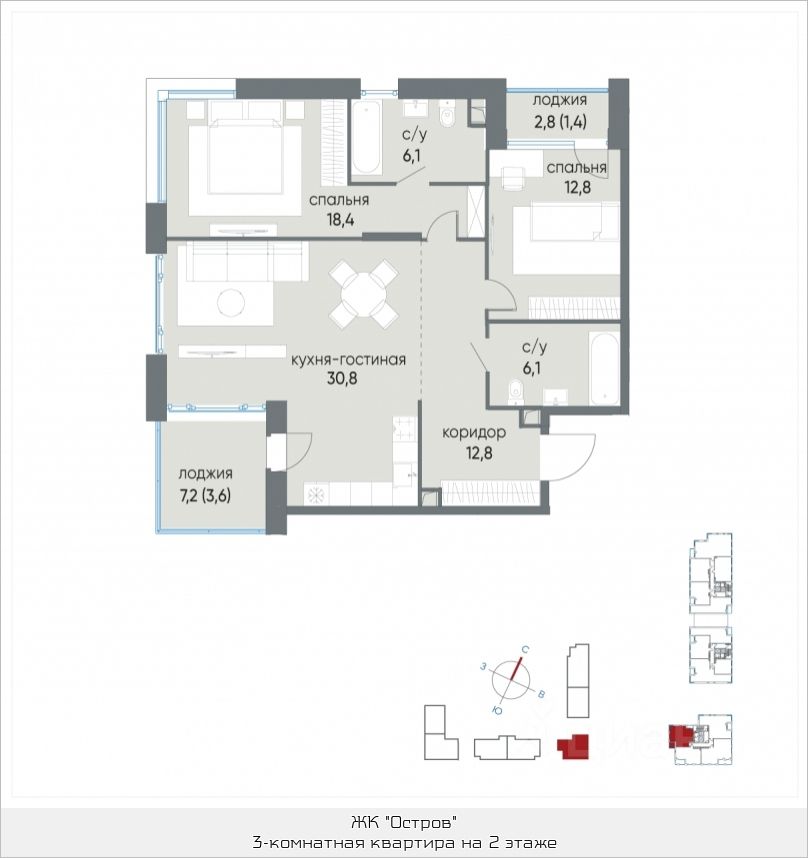 лоджия
2,8 (1,4)
с/у
6,1
спальня
12,8
спальня
18,4
с/у
6,1
кухня-гостиная
30,8
коридор
12,8
лоджия
7,2 (3,6)
С
З
В
Ю
циан
ЖК "Остров"
3-комнатная квартира на 2 этаже